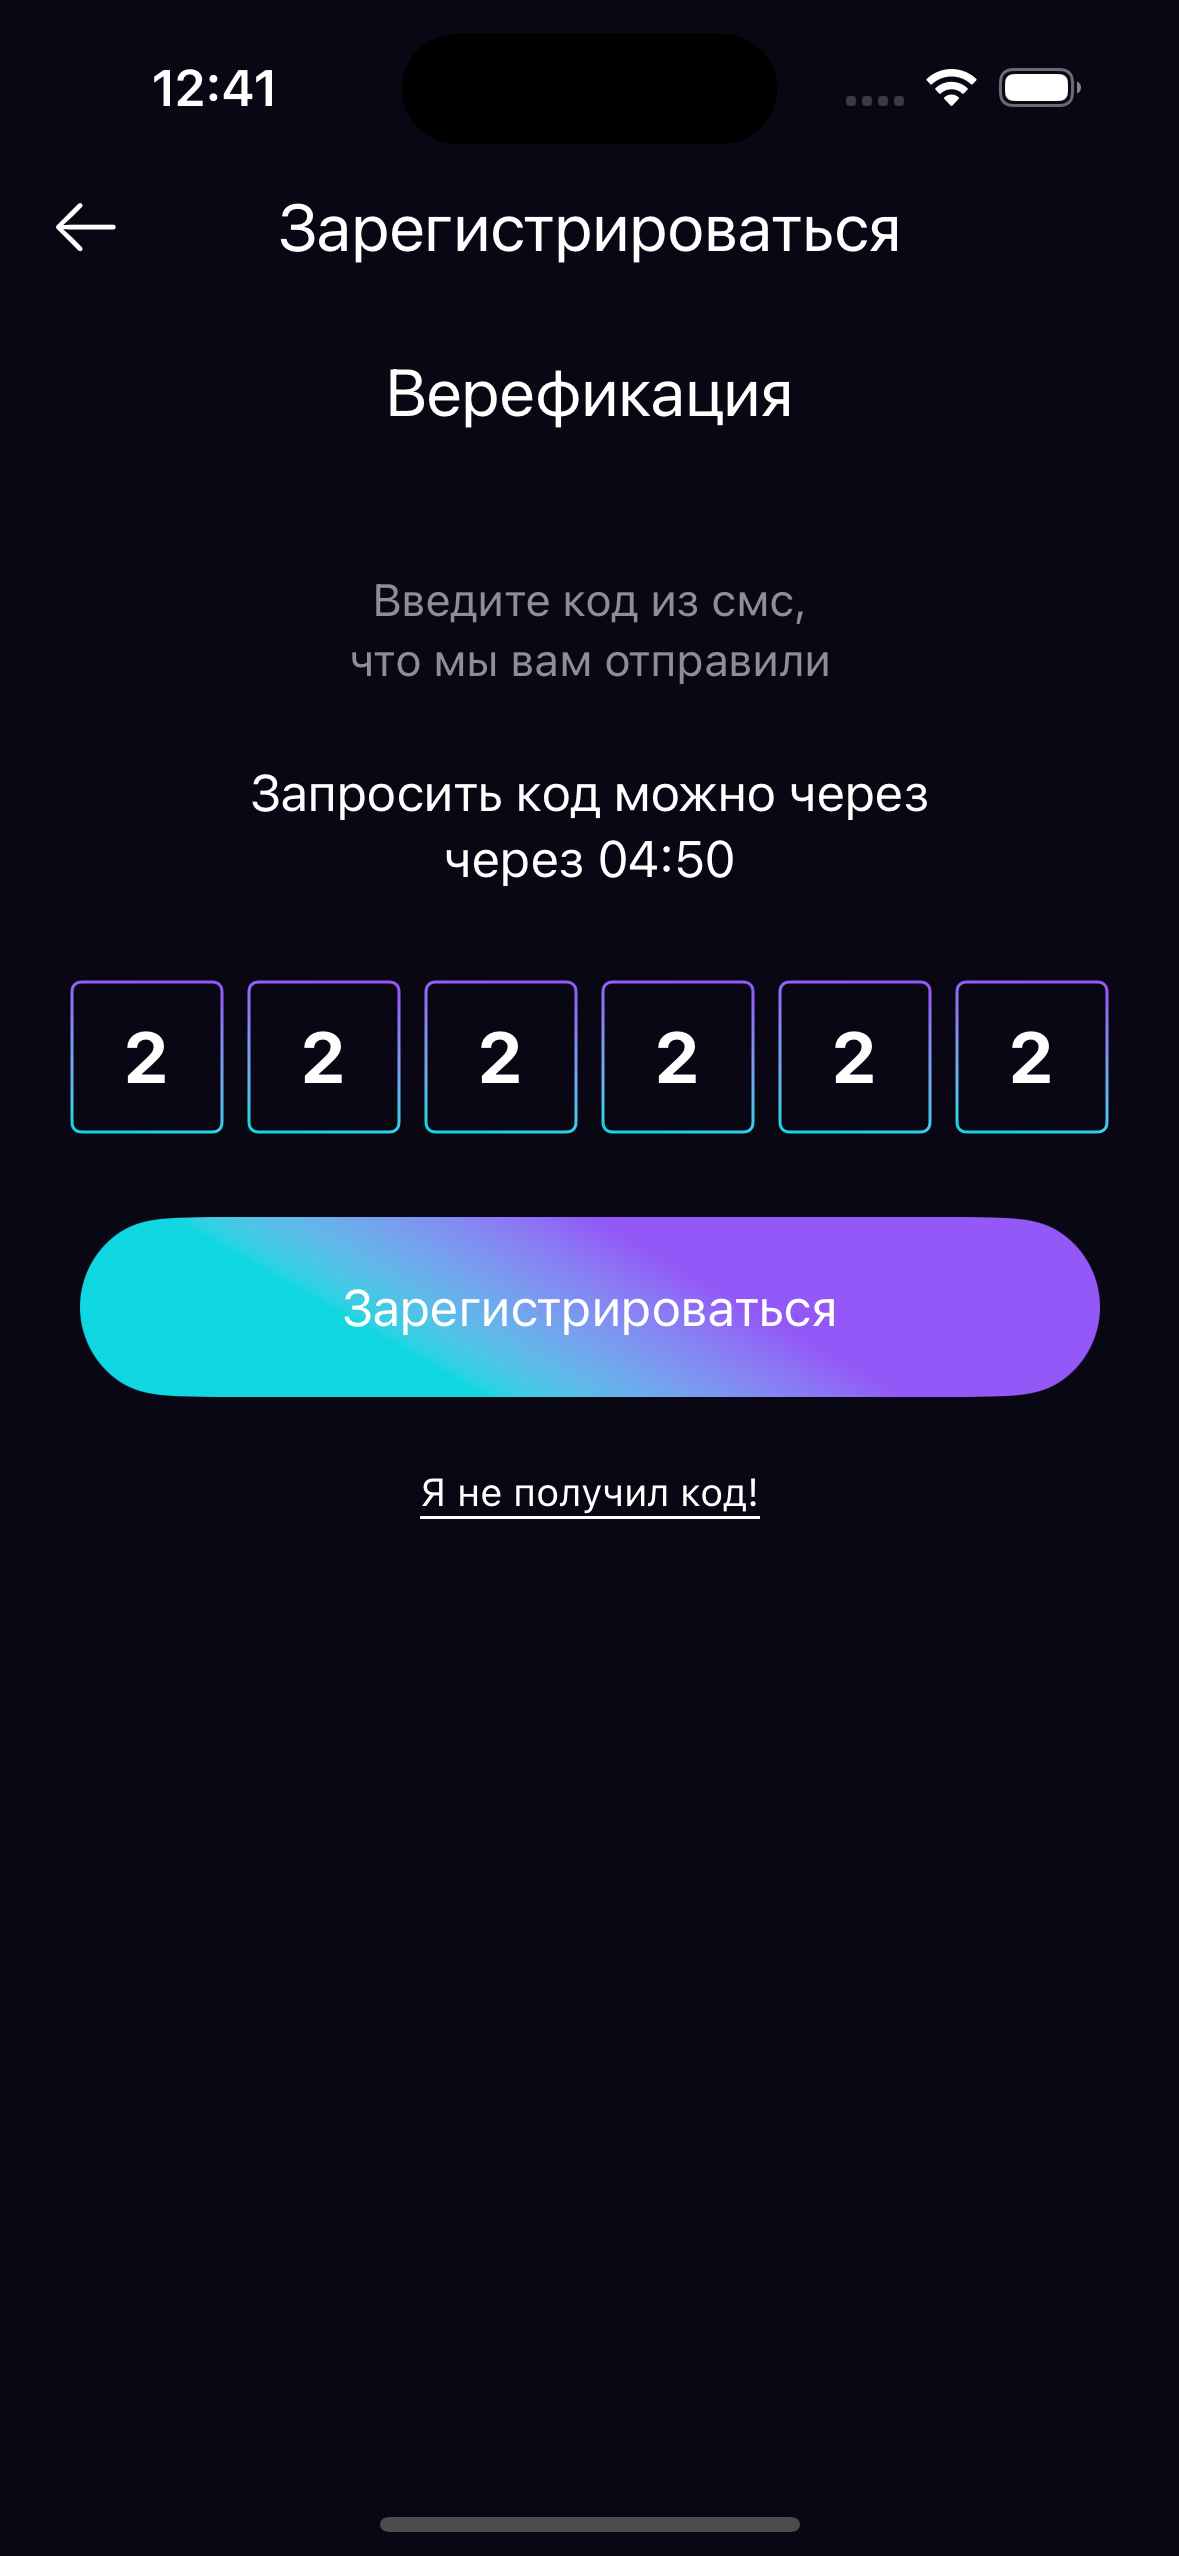 12:41
Зарегистрироваться
Верефикация
Введите код из смс,
что мы вам отправили
Запросить код можно через
через 04:50
2 2 2 2 2 2
Зарегистрироваться
Я не получил код!